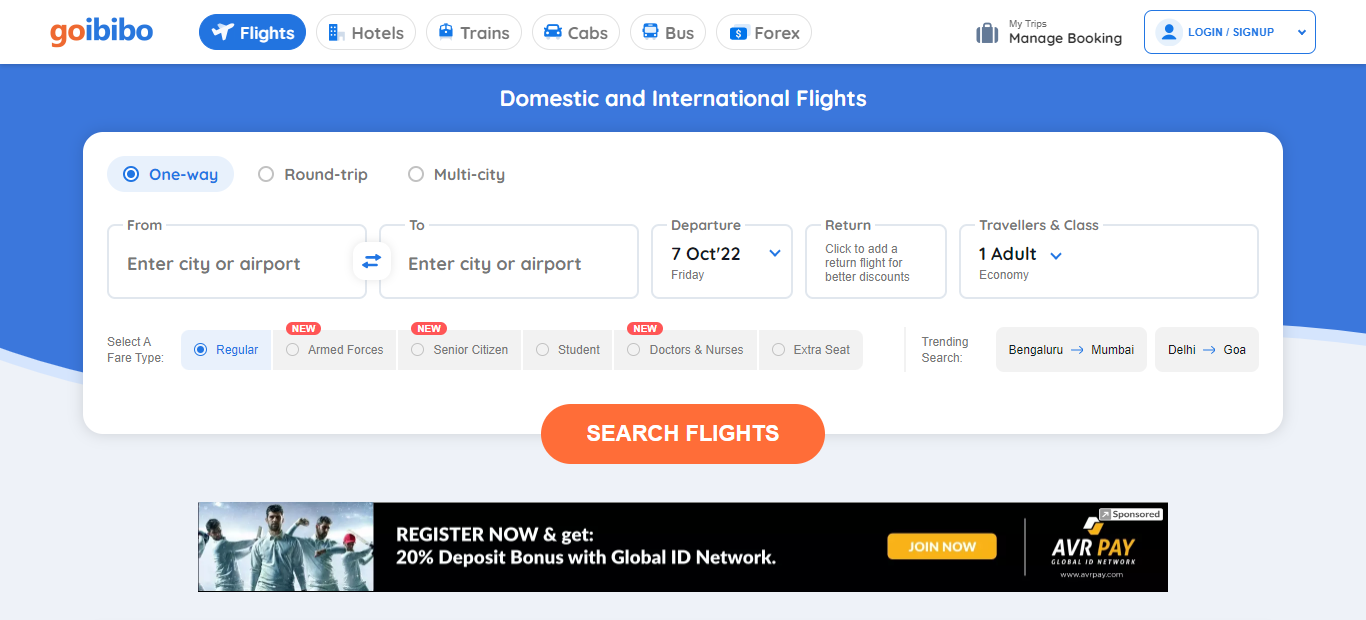 goibibo
Flights
Hotels
Trains
Cabs
Bus
$
Forex
My Trips
Manage Booking
LOGIN / SIGNUP
Domestic and International Flights
One-way
Round-trip
Multi-city
From
Enter city or airport
To
Enter city or airport
Departure
7 Oct'22
Friday
Return
Click to add a
return flight for
better discounts
Travellers & Class
1 Adult
Economy
Select A
Fare Type:
Regular
NEW
Armed Forces
NEW
Senior Citizen
Student
NEW
Doctors & Nurses
Extra Seat
Trending
Search:
Bengaluru → Mumbai
Delhi → Goa
SEARCH FLIGHTS
REGISTER NOW & get:
20% Deposit Bonus with Global ID Network.
JOIN NOW
Sponsored
AVR PAY
GLOBAL ID NETWORK
www.avrpay.com